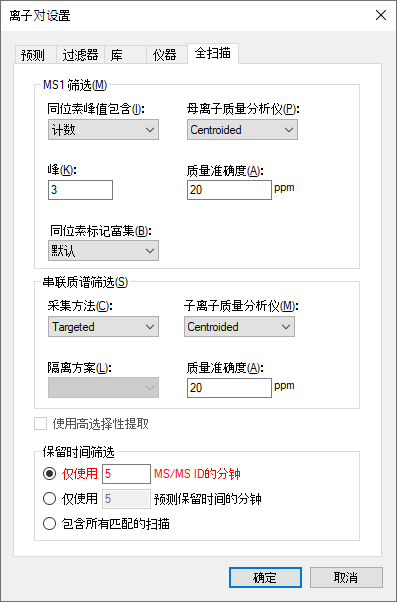 离子对设置
预测 过滤器 库 仪器 全扫描
MS1 筛选(M)
同位素峰值包含(I): 母离子质量分析仪(P):
计数 Centroided
峰(K): 质量准确度(A):
3 20 ppm
同位素标记富集(B):
默认
串联质谱筛选(S)
采集方法(C): 子离子质量分析仪(M):
Targeted Centroided
隔离方案(L): 质量准确度(A):
20 ppm
使用高选择性提取
保留时间筛选
仅使用 5 MS/MS ID的分钟
仅使用 5 预测保留时间的分钟
包含所有匹配的扫描
确定 取消